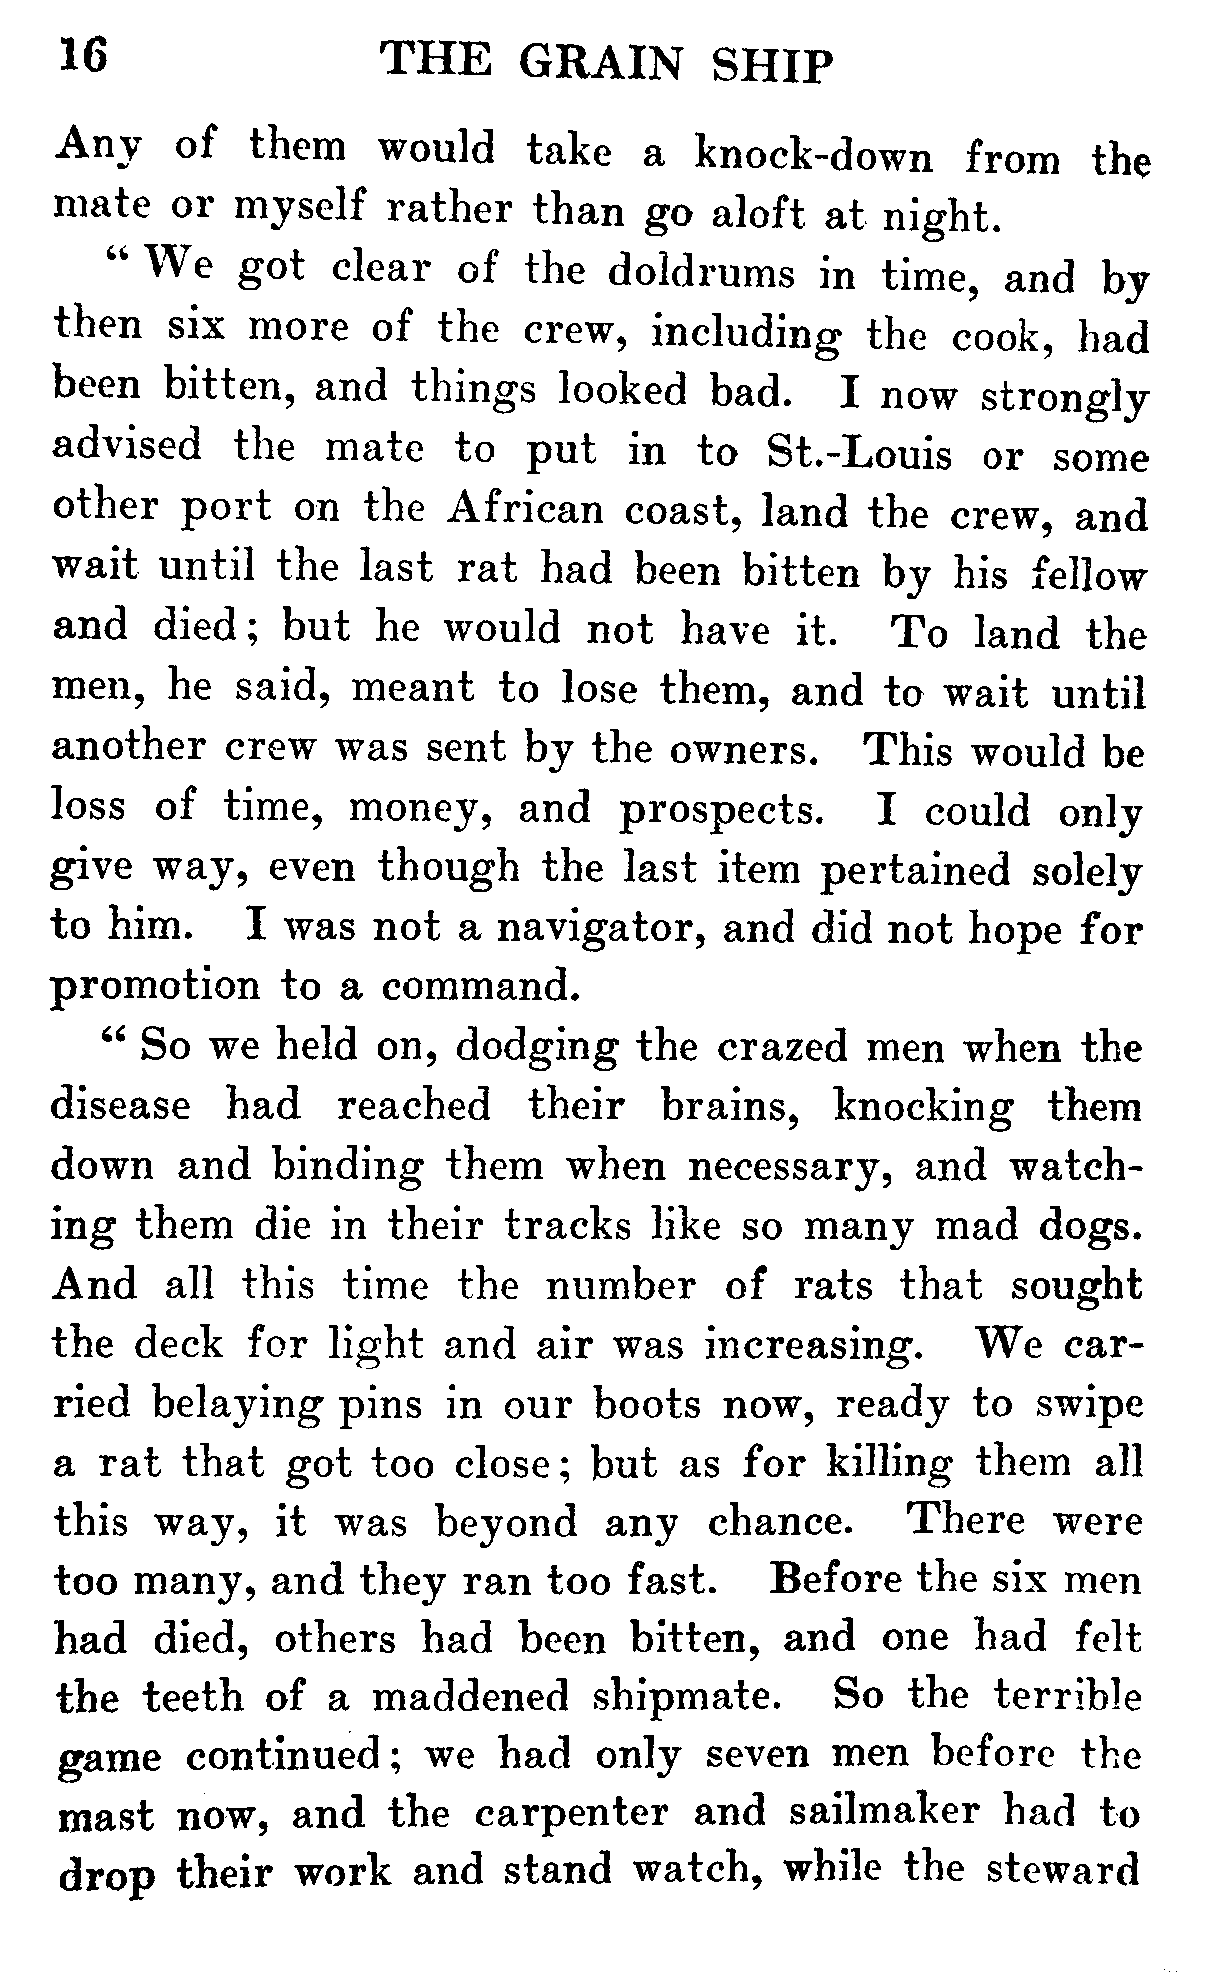 16 THE GRAIN SHIP
Any of them would take a knock-down from the
mate or myself rather than go aloft at night.
“ We got clear of the doldrums in time, and by
then six more of the crew, including the cook, had
been bitten, and things looked bad. I now strongly
advised the mate to put in to St.-Louis or some
other port on the African coast, land the crew, and
wait until the last rat had been bitten by his fellow
and died; but he would not have it. To land the
men, he said, meant to lose them, and to wait until
another crew was sent by the owners. This would be
loss of time, money, and prospects. I could only
give way, even though the last item pertained solely
to him. I was not a navigator, and did not hope for
promotion to a command.
“ So we held on, dodging the crazed men when the
disease had reached their brains, knocking them
down and binding them when necessary, and watch-
ing them die in their tracks like so many mad dogs.
And all this time the number of rats that sought
the deck for light and air was increasing. We car-
ried belaying pins in our boots now, ready to swipe
a rat that got too close; but as for killing them all
this way, it was beyond any chance. There were
too many, and they ran too fast. Before the six men
had died, others had been bitten, and one had felt
the teeth of a maddened shipmate. So the terrible
game continued; we had only seven men before the
mast now, and the carpenter and sailmaker had to
drop their work and stand watch, while the steward